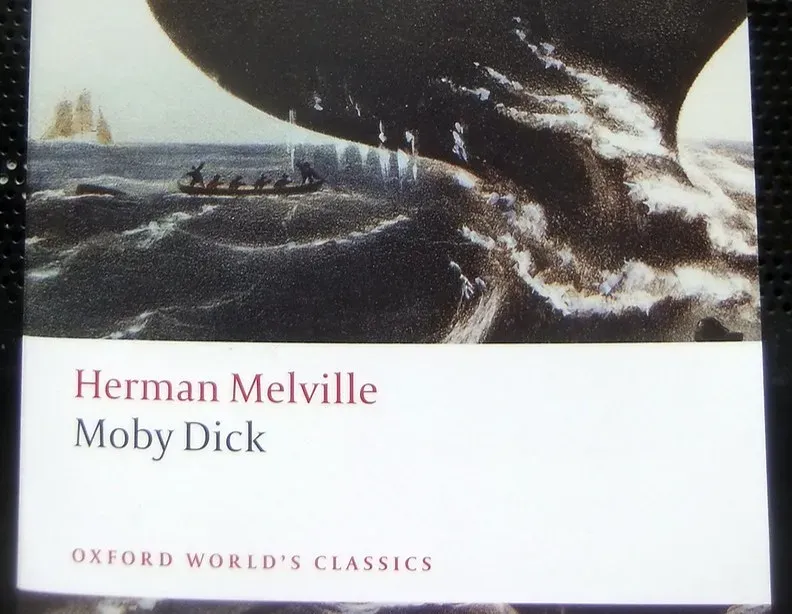 Herman Melville
Moby Dick
OXFORD WORLD'S CLASSICS